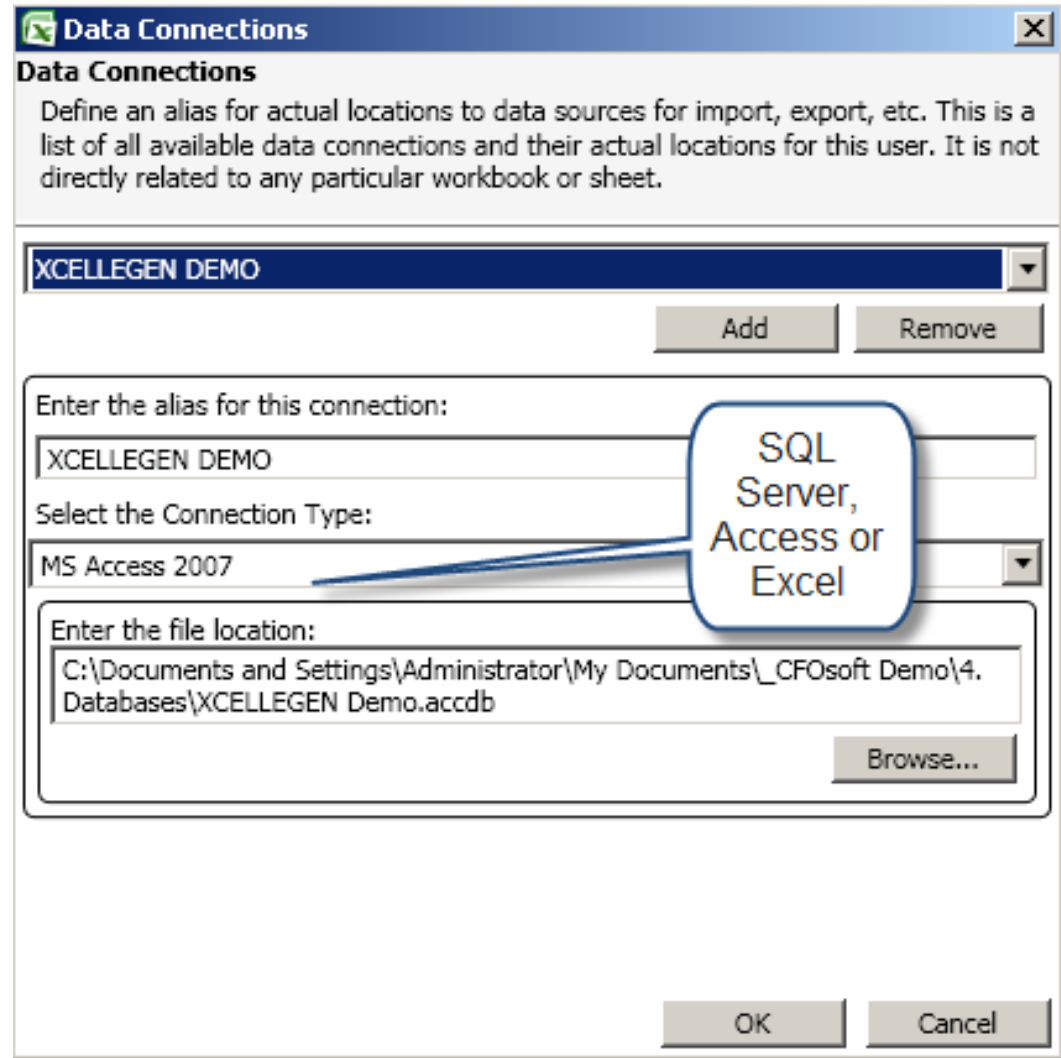 Data Connections
Data Connections
Define an alias for actual locations to data sources for import, export, etc. This is a
list of all available data connections and their actual locations for this user. It is not
directly related to any particular workbook or sheet.
XCELLEGEN DEMO
Add Remove
Enter the alias for this connection:
XCELLEGEN DEMO
Select the Connection Type:
MS Access 2007
SQL
Server,
Access or
Excel
Enter the file location:
C:\Documents and Settings\Administrator\My Documents\_CFOsoft Demo\4.
Databases\XCELLEGEN Demo.accdb
Browse...
OK Cancel